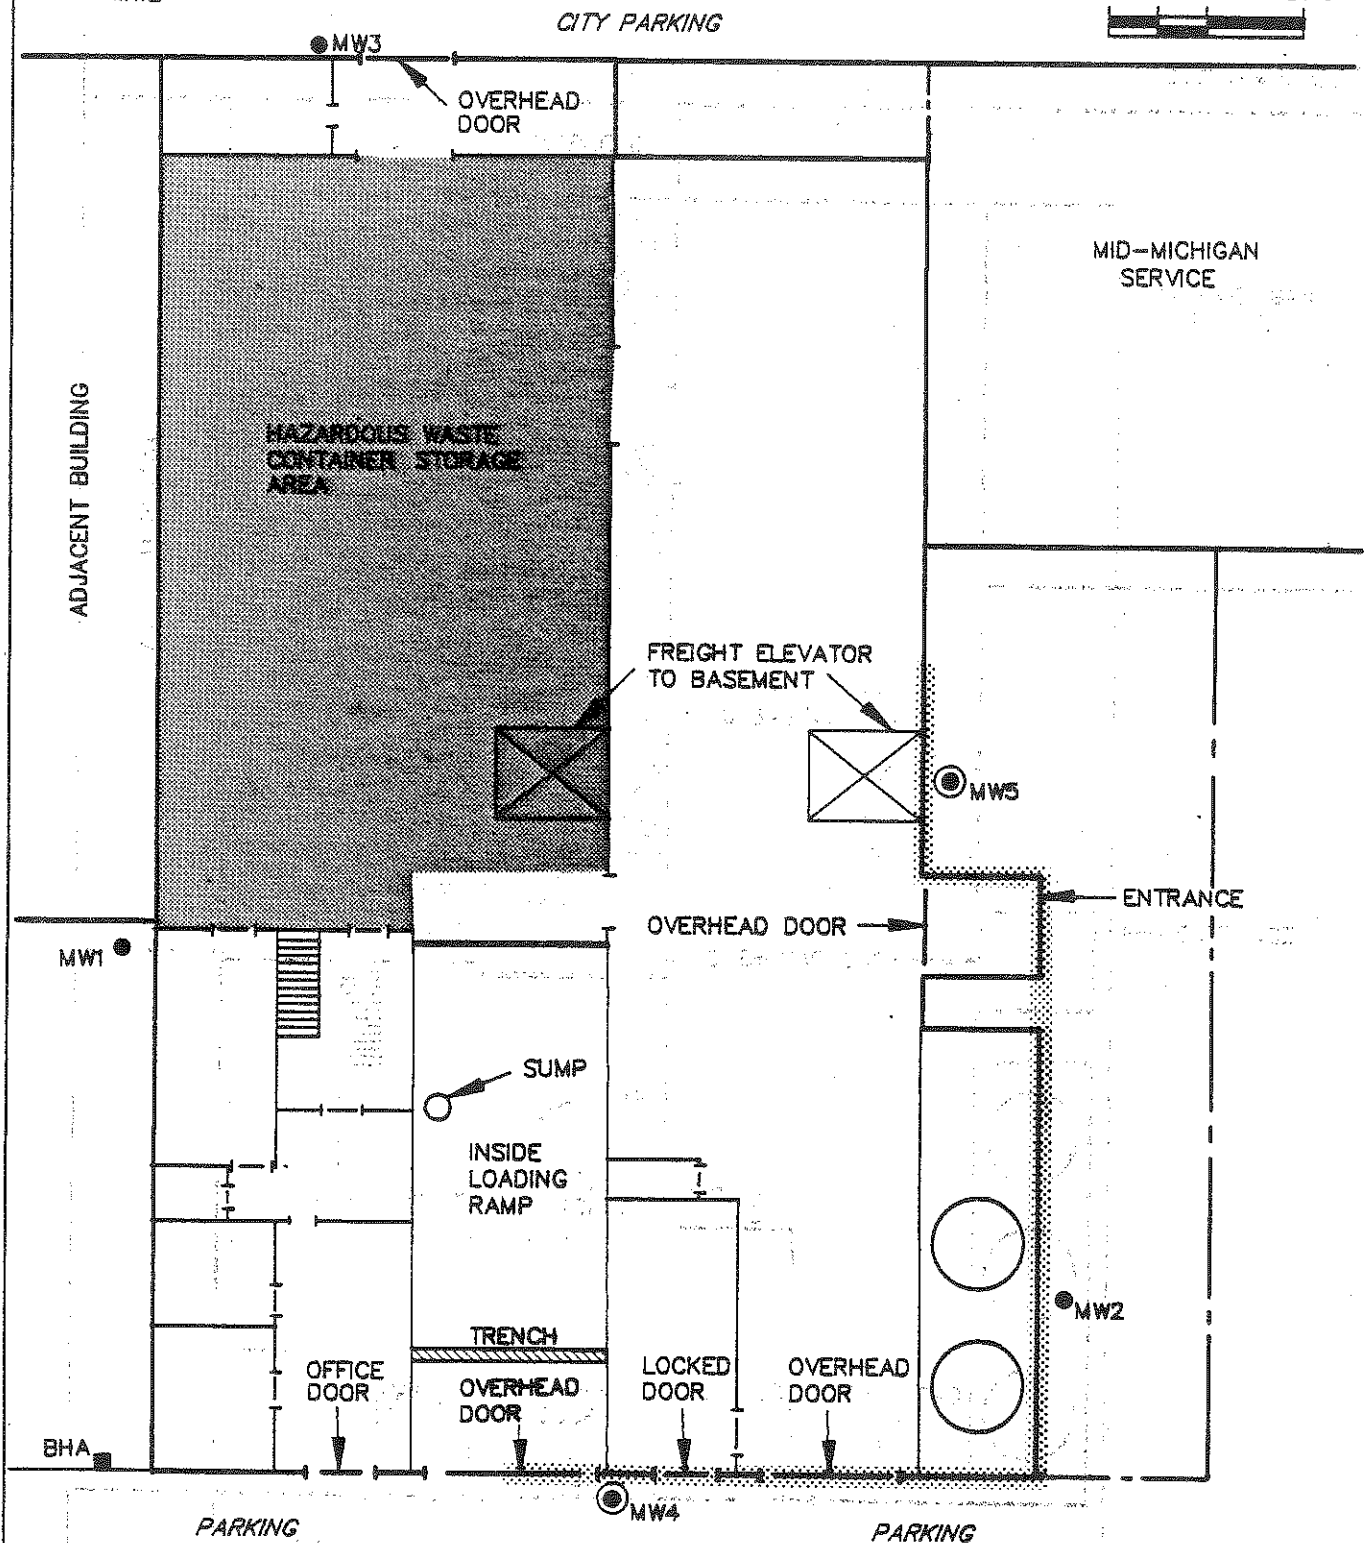 CITY PARKING
MW3
OVERHEAD
DOOR
MID-MICHIGAN
SERVICE
ADJACENT BUILDING
HAZARDOUS WASTE
CONTAINER STORAGE
AREA
FREIGHT ELEVATOR
TO BASEMENT
MW5
ENTRANCE
OVERHEAD DOOR
MW1
SUMP
INSIDE
LOADING
RAMP
MW2
TRENCH
OFFICE
DOOR
OVERHEAD
DOOR
LOCKED
DOOR
OVERHEAD
DOOR
BHA
MW4
PARKING
PARKING